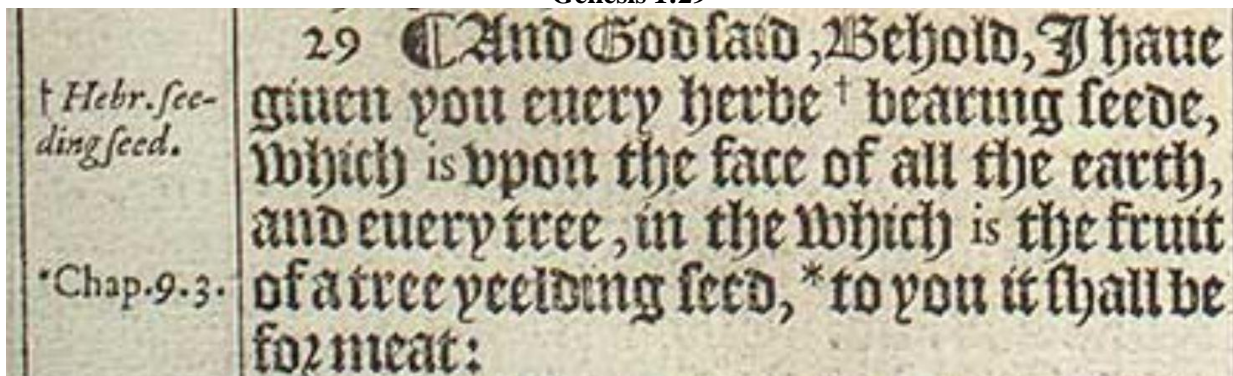 Genesis 1:29
29 ¶ And God ſaid, Behold, I haue
giuen you euery herbe † bearing ſeede,
which is vpon the face of all the earth,
and euery tree, in the which is the fruit
of a tree yeelding ſeed, *to you it ſhall be
for meat:
† Hebr. ſee-
ding ſeed.
*Chap.9.3.